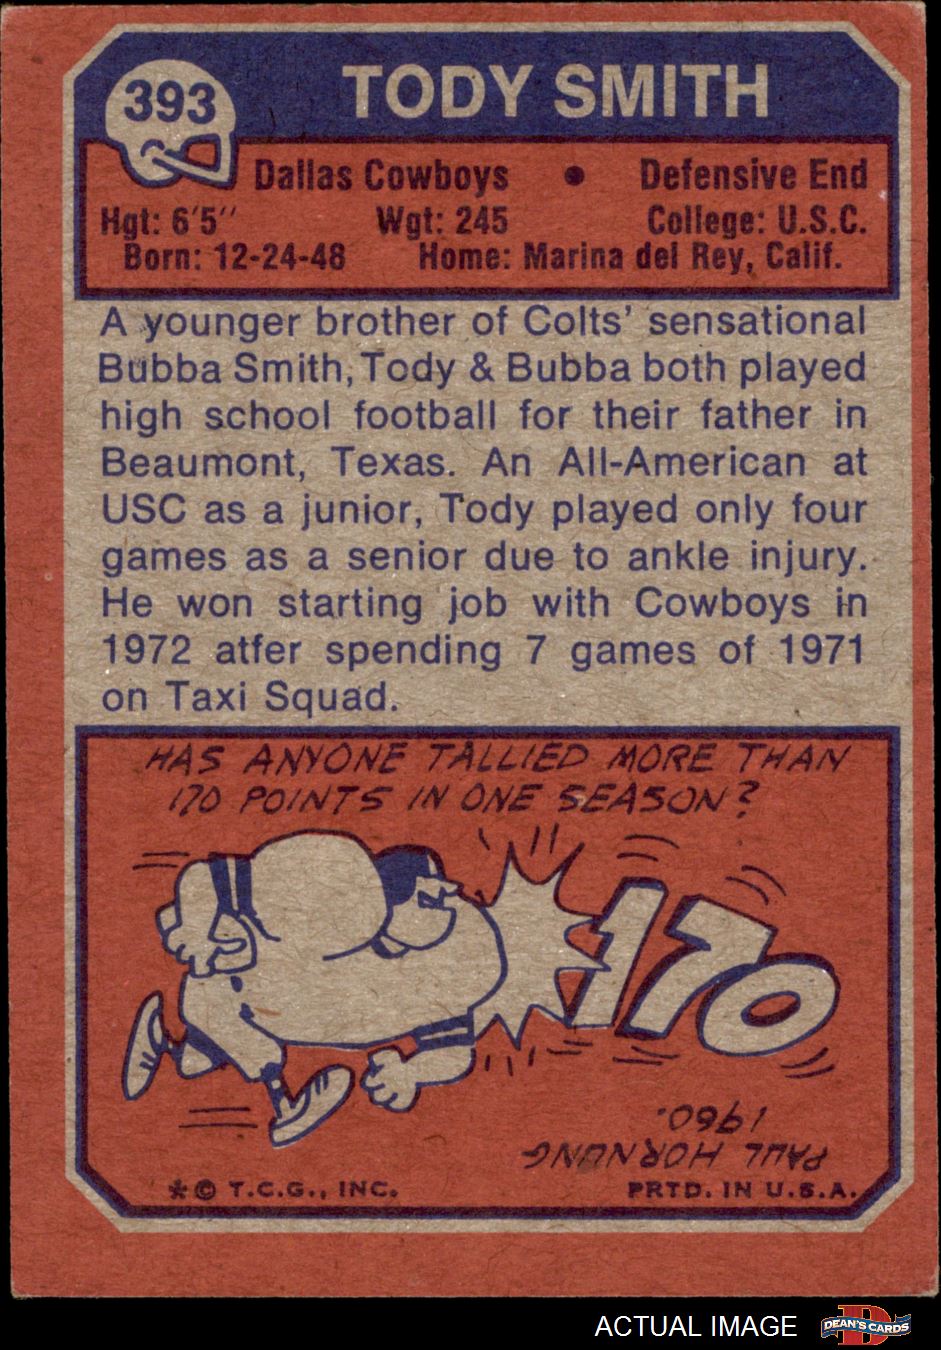 393
TODY SMITH
Dallas Cowboys • Defensive End
Hgt: 6'5'' Wgt: 245 College: U.S.C.
Born: 12-24-48 Home: Marina del Rey, Calif.
A younger brother of Colts' sensational
Bubba Smith, Tody & Bubba both played
high school football for their father in
Beaumont, Texas. An All-American at
USC as a junior, Tody played only four
games as a senior due to ankle injury.
He won starting job with Cowboys in
1972 atfer spending 7 games of 1971
on Taxi Squad.
HAS ANYONE TALLIED MORE THAN
170 POINTS IN ONE SEASON?
170
PAUL HORNUNG
1960.
*© T.C.G., INC. PRTD. IN U.S.A.
ACTUAL IMAGE
D
DEAN'S CARDS